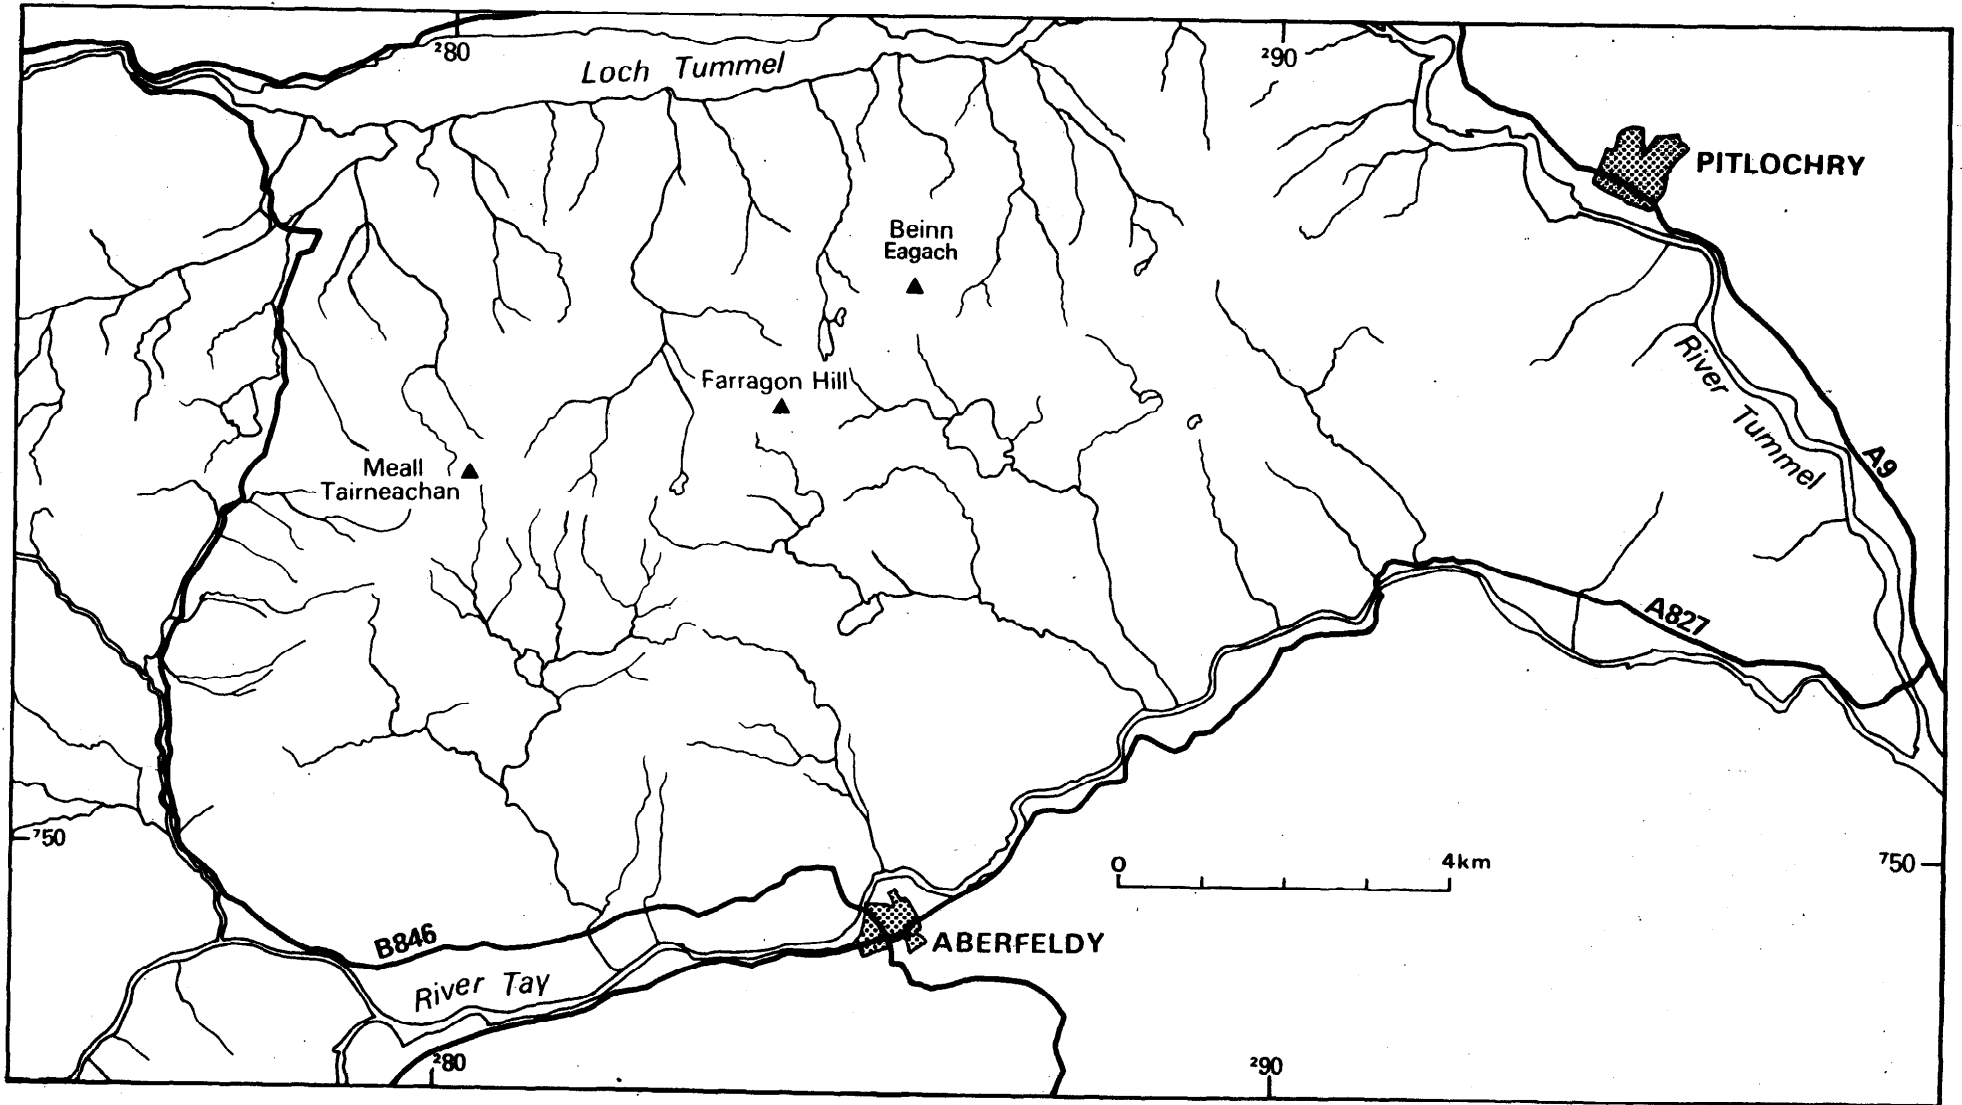 ²80
²90
Loch Tummel
PITLOCHRY
Beinn
Eagach
River Tummel
Farragon Hill
A9
Meall
Tairneachan
A827
⁷50
⁷50
0 4km
B846
ABERFELDY
River Tay
²80
²90